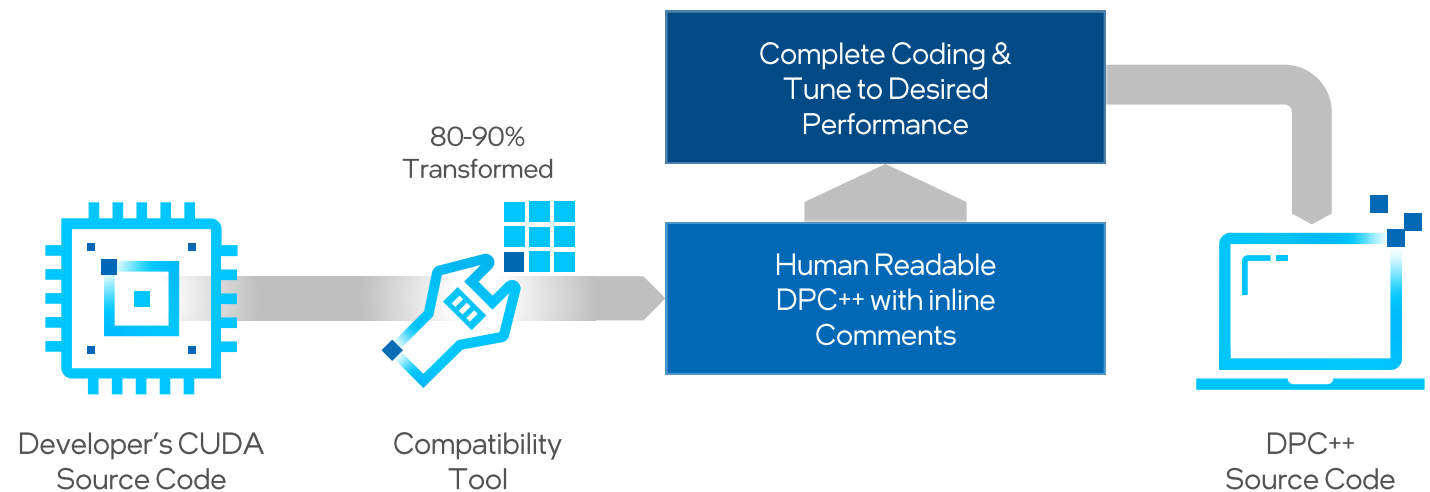 Complete Coding &
Tune to Desired
Performance
80-90%
Transformed
Human Readable
DPC++ with inline
Comments
Developer’s CUDA
Source Code
Compatibility
Tool
DPC++
Source Code